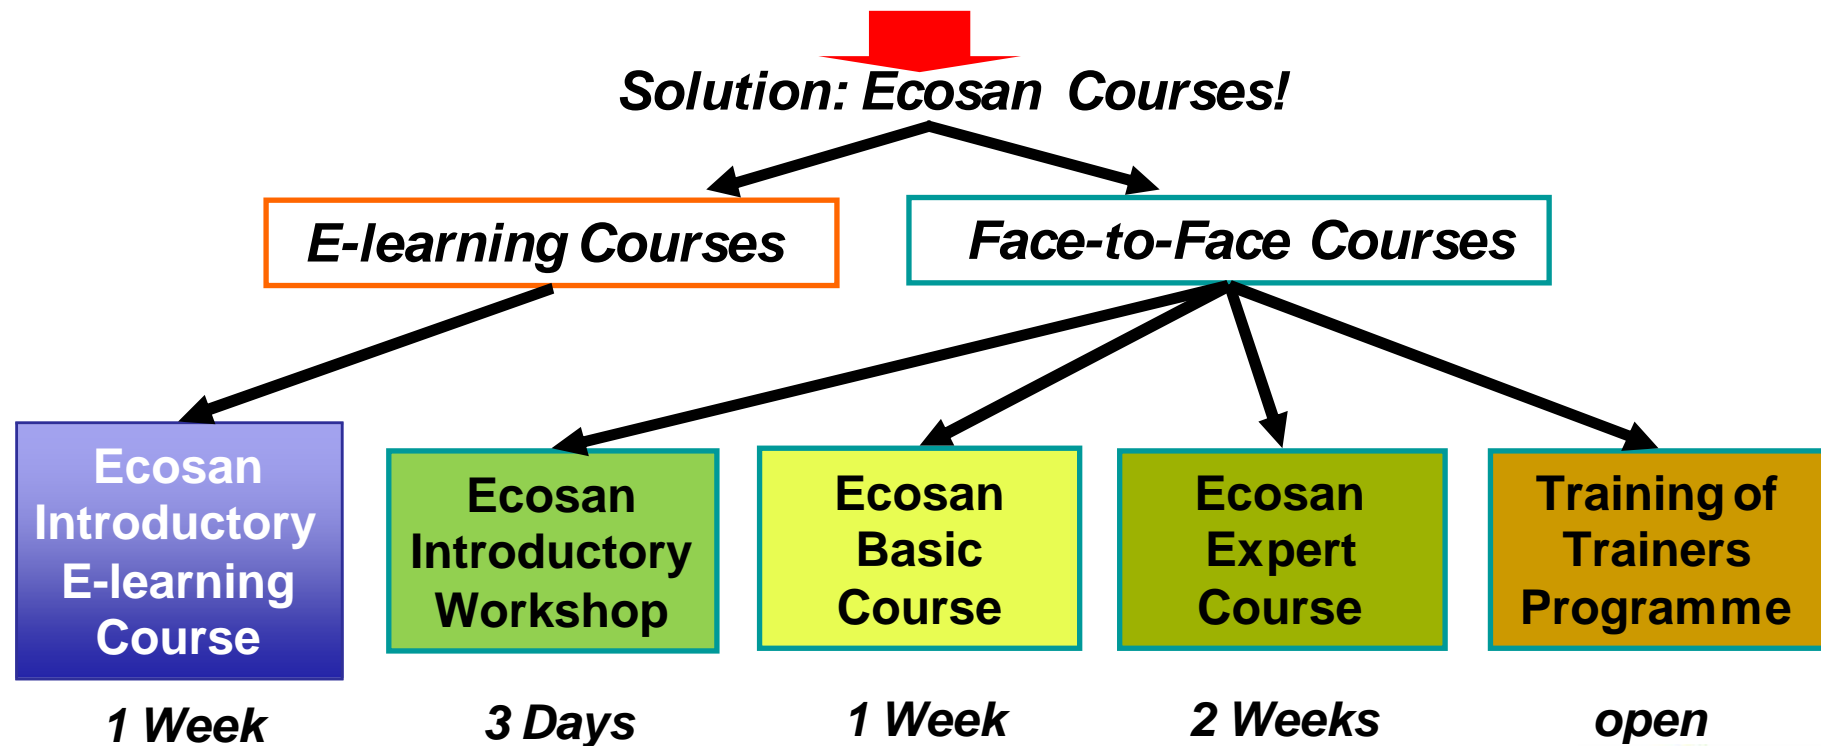 Solution: Ecosan Courses!
E-learning Courses
Face-to-Face Courses
Ecosan
Introductory
E-learning
Course
Ecosan
Introductory
Workshop
Ecosan
Basic
Course
Ecosan
Expert
Course
Training of
Trainers
Programme
1 Week
3 Days
1 Week
2 Weeks
open